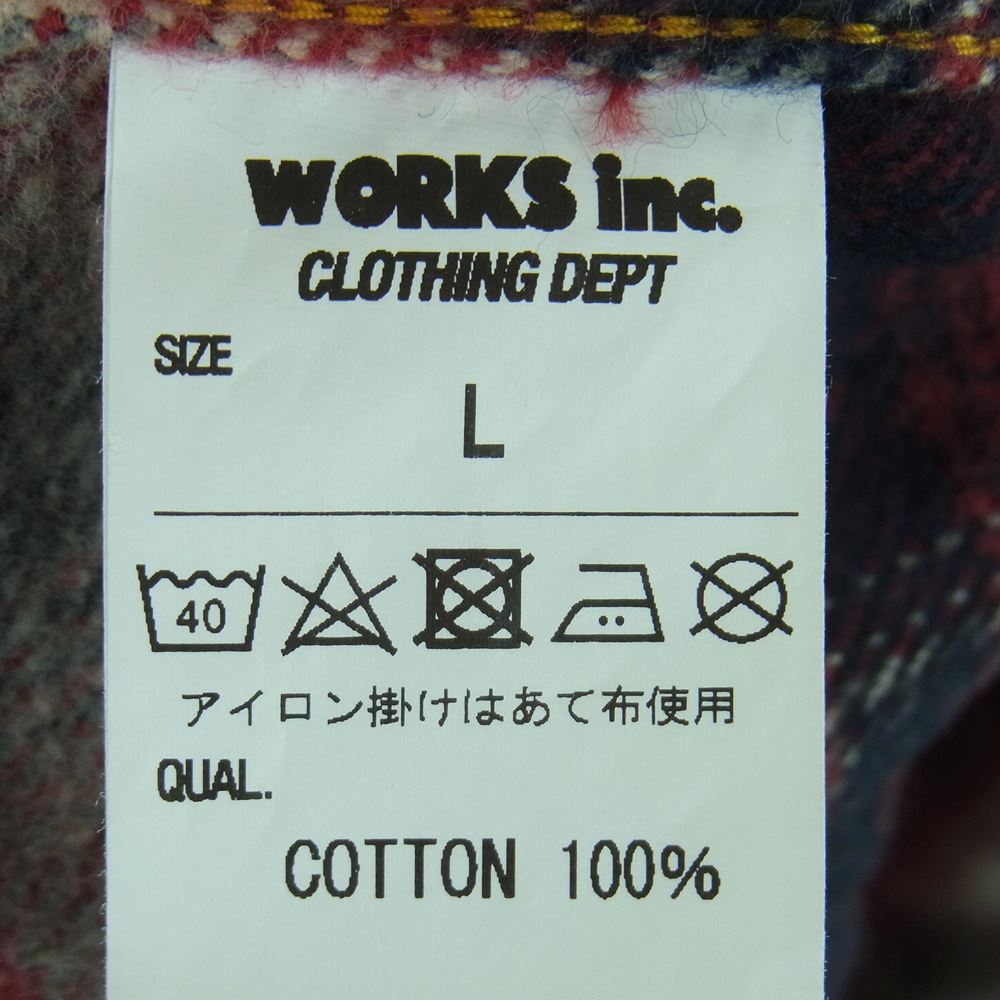 WORKS inc.
CLOTHING DEPT
SIZE
L
40
アイロン掛けはあて布使用
QUAL.
COTTON 100%